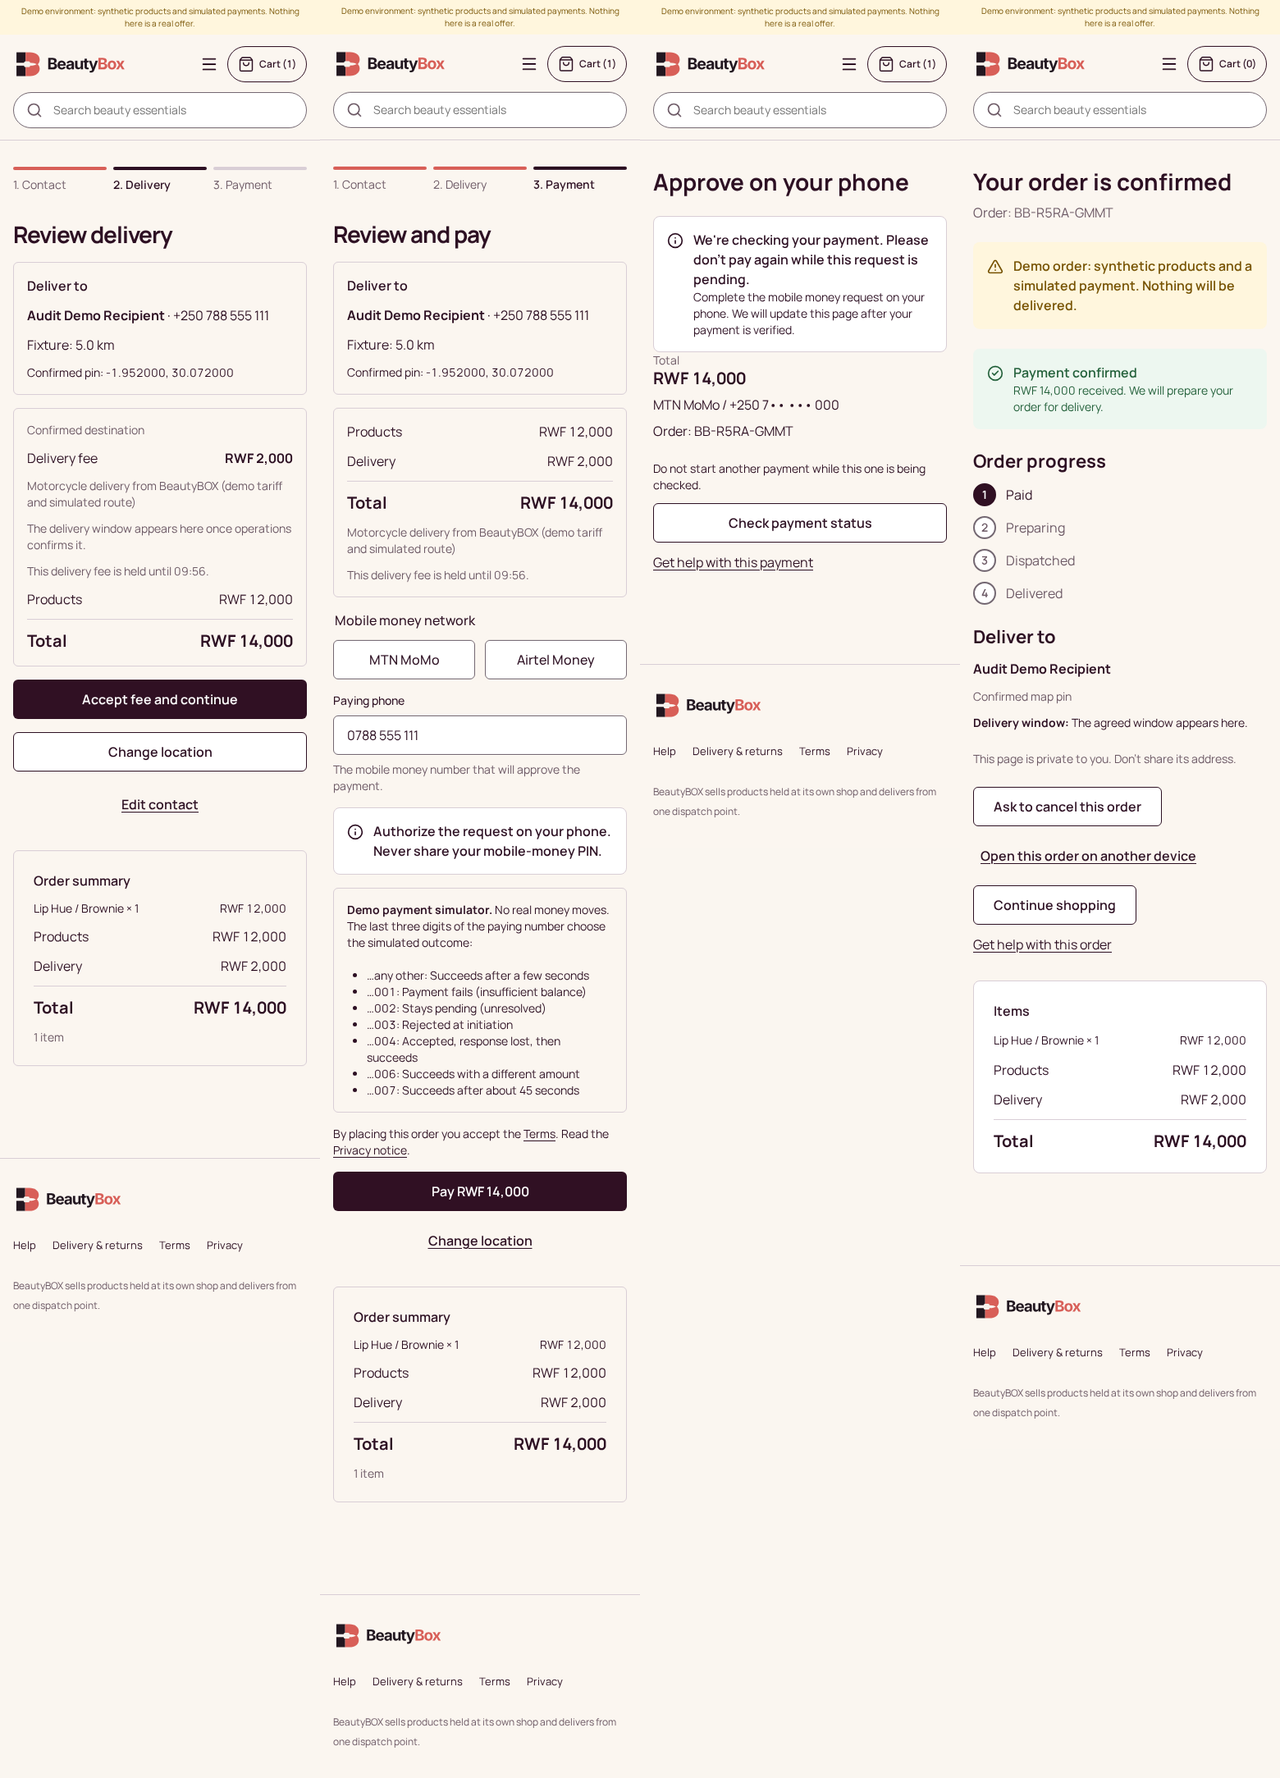 Demo environment: synthetic products and simulated payments. Nothing
here is a real offer.
BeautyBox
Cart (1)
Search beauty essentials
1. Contact
2. Delivery
3. Payment
Review delivery
Deliver to
Audit Demo Recipient · +250 788 555 111
Fixture: 5.0 km
Confirmed pin: -1.952000, 30.072000
Confirmed destination
Delivery fee RWF 2,000
Motorcycle delivery from BeautyBOX (demo tariff
and simulated route)
The delivery window appears here once operations
confirms it.
This delivery fee is held until 09:56.
Products RWF 12,000
Total RWF 14,000
Accept fee and continue
Change location
Edit contact
Order summary
Lip Hue / Brownie × 1 RWF 12,000
Products RWF 12,000
Delivery RWF 2,000
Total RWF 14,000
1 item
BeautyBox
Help Delivery & returns Terms Privacy
BeautyBOX sells products held at its own shop and delivers from
one dispatch point.
Demo environment: synthetic products and simulated payments. Nothing
here is a real offer.
BeautyBox
Cart (1)
Search beauty essentials
1. Contact
2. Delivery
3. Payment
Review and pay
Deliver to
Audit Demo Recipient · +250 788 555 111
Fixture: 5.0 km
Confirmed pin: -1.952000, 30.072000
Products RWF 12,000
Delivery RWF 2,000
Total RWF 14,000
Motorcycle delivery from BeautyBOX (demo tariff
and simulated route)
This delivery fee is held until 09:56.
Mobile money network
MTN MoMo
Airtel Money
Paying phone
0788 555 111
The mobile money number that will approve the
payment.
Authorize the request on your phone.
Never share your mobile-money PIN.
Demo payment simulator. No real money moves.
The last three digits of the paying number choose
the simulated outcome:
• …any other: Succeeds after a few seconds
• …001: Payment fails (insufficient balance)
• …002: Stays pending (unresolved)
• …003: Rejected at initiation
• …004: Accepted, response lost, then
succeeds
• …006: Succeeds with a different amount
• …007: Succeeds after about 45 seconds
By placing this order you accept the Terms. Read the
Privacy notice.
Pay RWF 14,000
Change location
Order summary
Lip Hue / Brownie × 1 RWF 12,000
Products RWF 12,000
Delivery RWF 2,000
Total RWF 14,000
1 item
BeautyBox
Help Delivery & returns Terms Privacy
BeautyBOX sells products held at its own shop and delivers from
one dispatch point.
Demo environment: synthetic products and simulated payments. Nothing
here is a real offer.
BeautyBox
Cart (1)
Search beauty essentials
Approve on your phone
We're checking your payment. Please
don't pay again while this request is
pending.
Complete the mobile money request on your
phone. We will update this page after your
payment is verified.
Total
RWF 14,000
MTN MoMo / +250 7•• ••• 000
Order: BB-R5RA-GMMT
Do not start another payment while this one is being
checked.
Check payment status
Get help with this payment
BeautyBox
Help Delivery & returns Terms Privacy
BeautyBOX sells products held at its own shop and delivers from
one dispatch point.
Demo environment: synthetic products and simulated payments. Nothing
here is a real offer.
BeautyBox
Cart (0)
Search beauty essentials
Your order is confirmed
Order: BB-R5RA-GMMT
Demo order: synthetic products and a
simulated payment. Nothing will be
delivered.
Payment confirmed
RWF 14,000 received. We will prepare your
order for delivery.
Order progress
1 Paid
2 Preparing
3 Dispatched
4 Delivered
Deliver to
Audit Demo Recipient
Confirmed map pin
Delivery window: The agreed window appears here.
This page is private to you. Don't share its address.
Ask to cancel this order
Open this order on another device
Continue shopping
Get help with this order
Items
Lip Hue / Brownie × 1 RWF 12,000
Products RWF 12,000
Delivery RWF 2,000
Total RWF 14,000
BeautyBox
Help Delivery & returns Terms Privacy
BeautyBOX sells products held at its own shop and delivers from
one dispatch point.